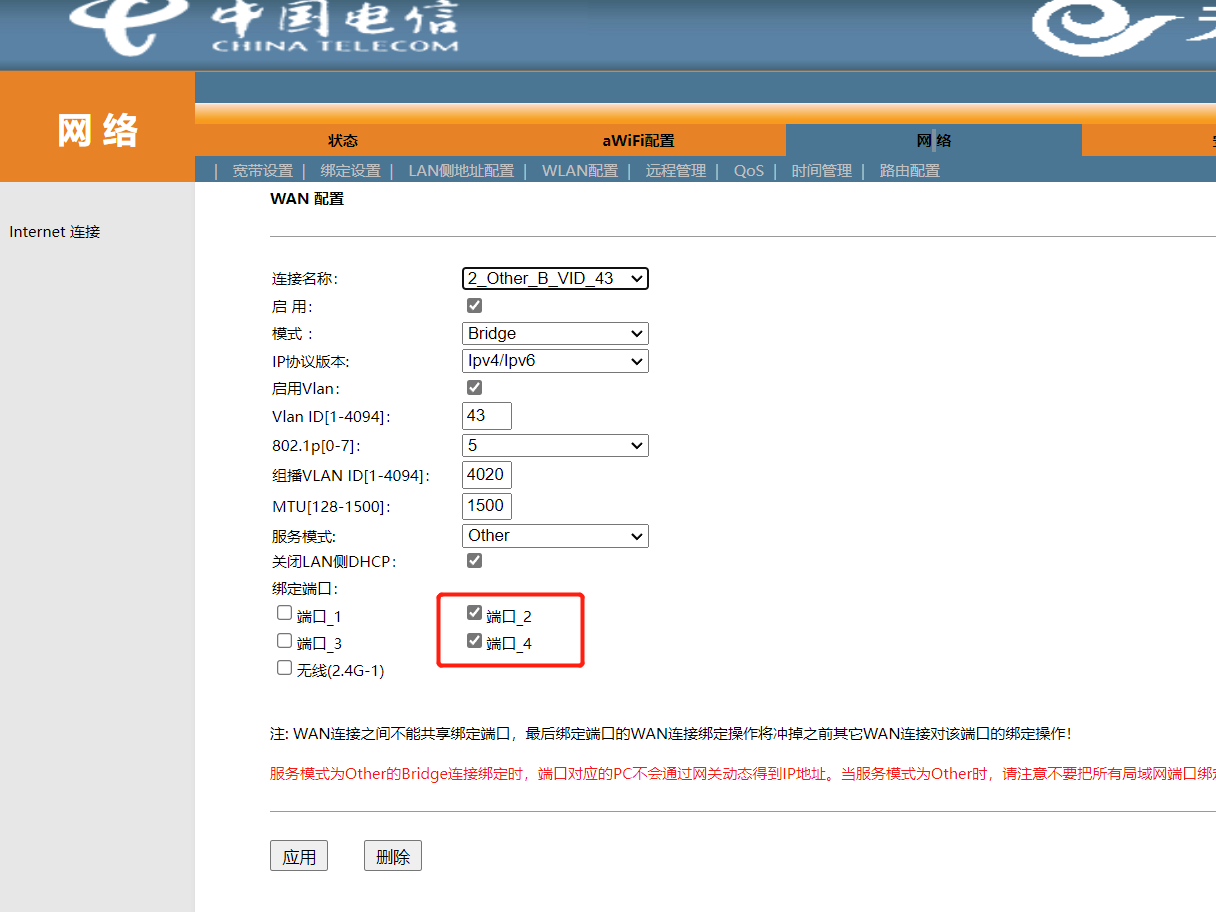 中国电信
CHINA TELECOM
网 络
状态 aWiFi配置 网 络
| 宽带设置 | 绑定设置 | LAN侧地址配置 | WLAN配置 | 远程管理 | QoS | 时间管理 | 路由配置
WAN 配置
Internet 连接
连接名称: 2_Other_B_VID_43
启 用:
模式 : Bridge
IP协议版本: Ipv4/Ipv6
启用Vlan:
Vlan ID[1-4094]: 43
802.1p[0-7]: 5
组播VLAN ID[1-4094]: 4020
MTU[128-1500]: 1500
服务模式: Other
关闭LAN侧DHCP:
绑定端口:
端口_1 端口_2
端口_3 端口_4
无线(2.4G-1)
注: WAN连接之间不能共享绑定端口，最后绑定端口的WAN连接绑定操作将冲掉之前其它WAN连接对该端口的绑定操作！
服务模式为Other的Bridge连接绑定时，端口对应的PC不会通过网关动态得到IP地址。当服务模式为Other时，请注意不要把所有局域网端口绑
应用 删除